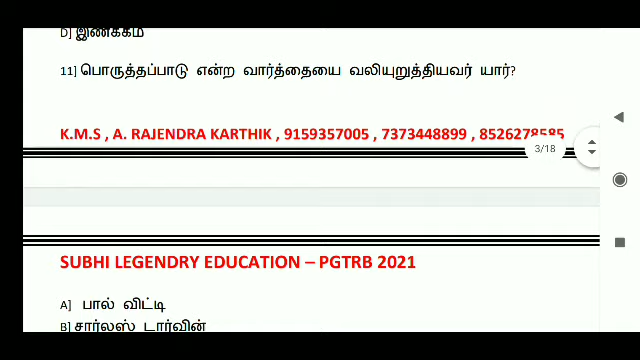 D] இணக்கம்
11] பொருத்தப்பாடு என்ற வார்த்தையை வலியுறுத்தியவர் யார்?
K.M.S , A. RAJENDRA KARTHIK , 9159357005 , 7373448899 , 8526278585
3/18
SUBHI LEGENDRY EDUCATION – PGTRB 2021
A] பால் விட்டி
B] சார்லஸ் டார்வின்